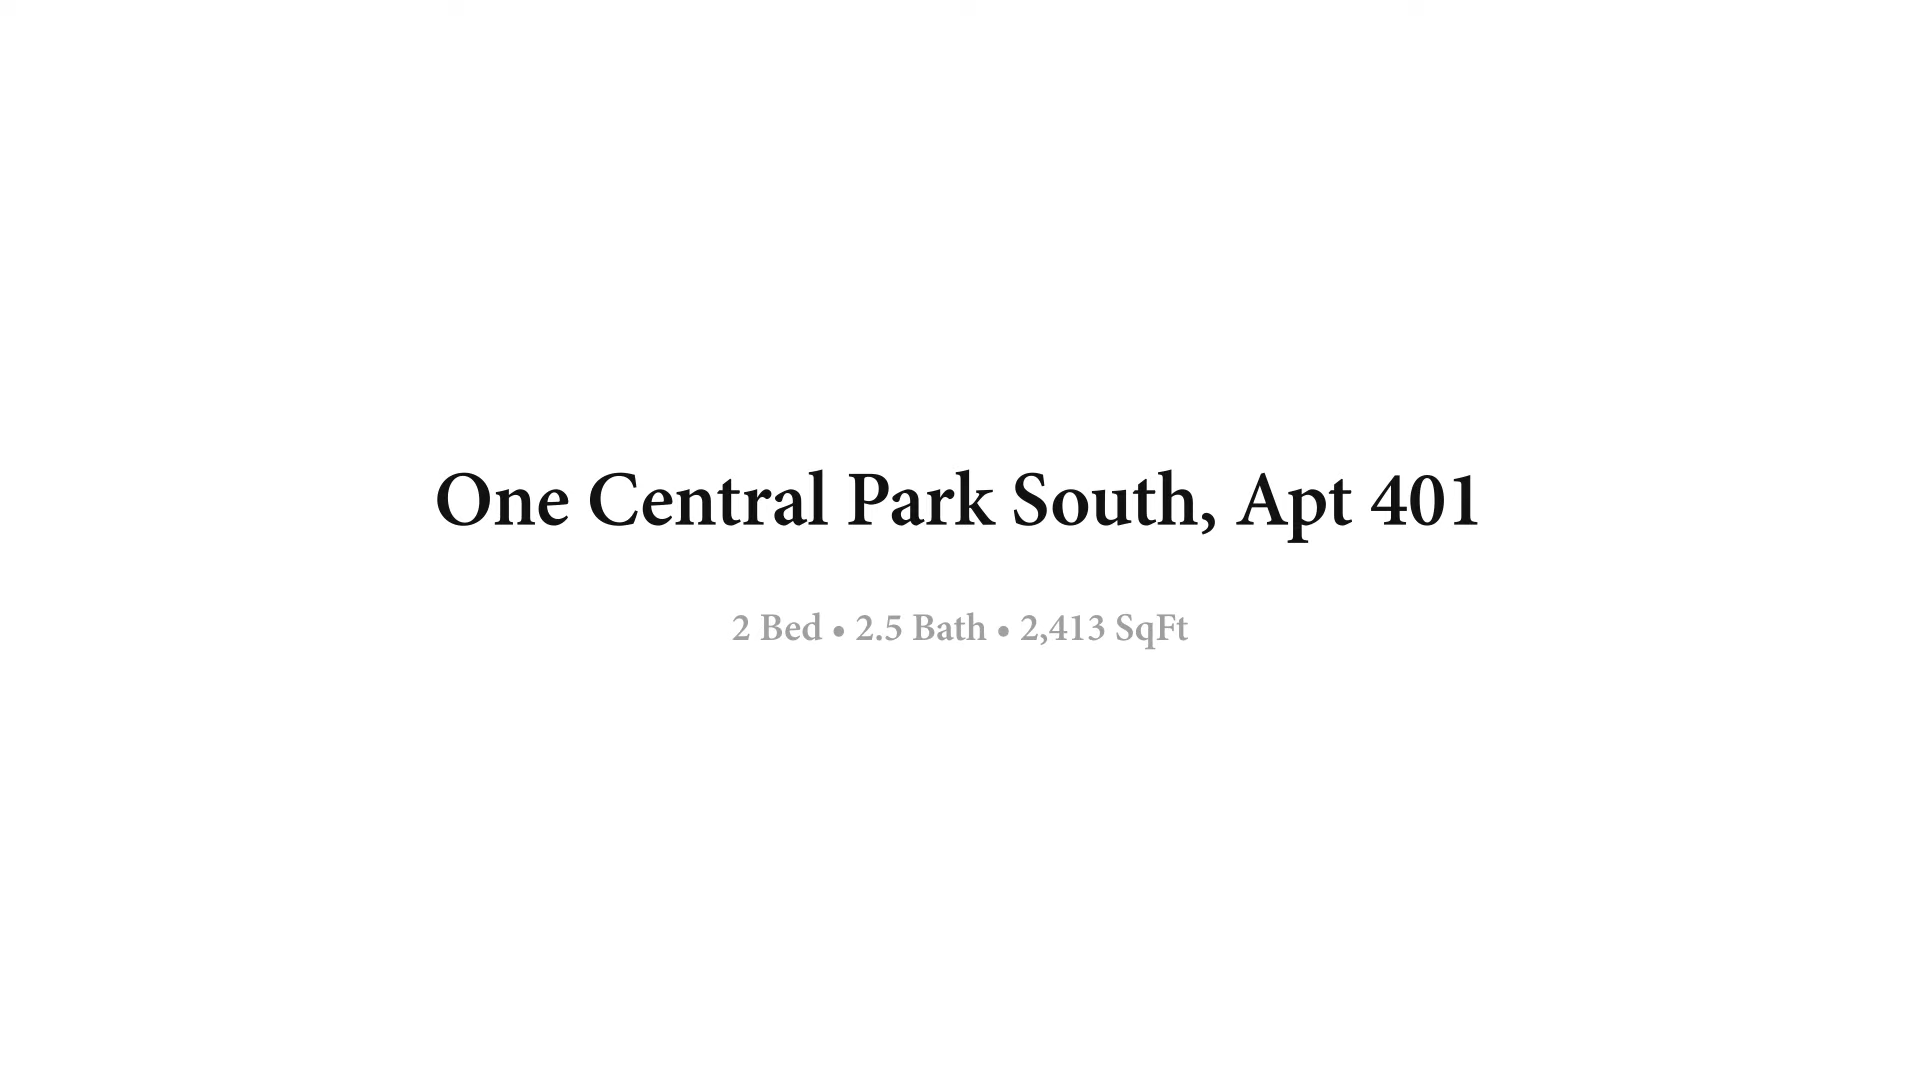 One Central Park South, Apt 401
2 Bed • 2.5 Bath • 2,413 SqFt